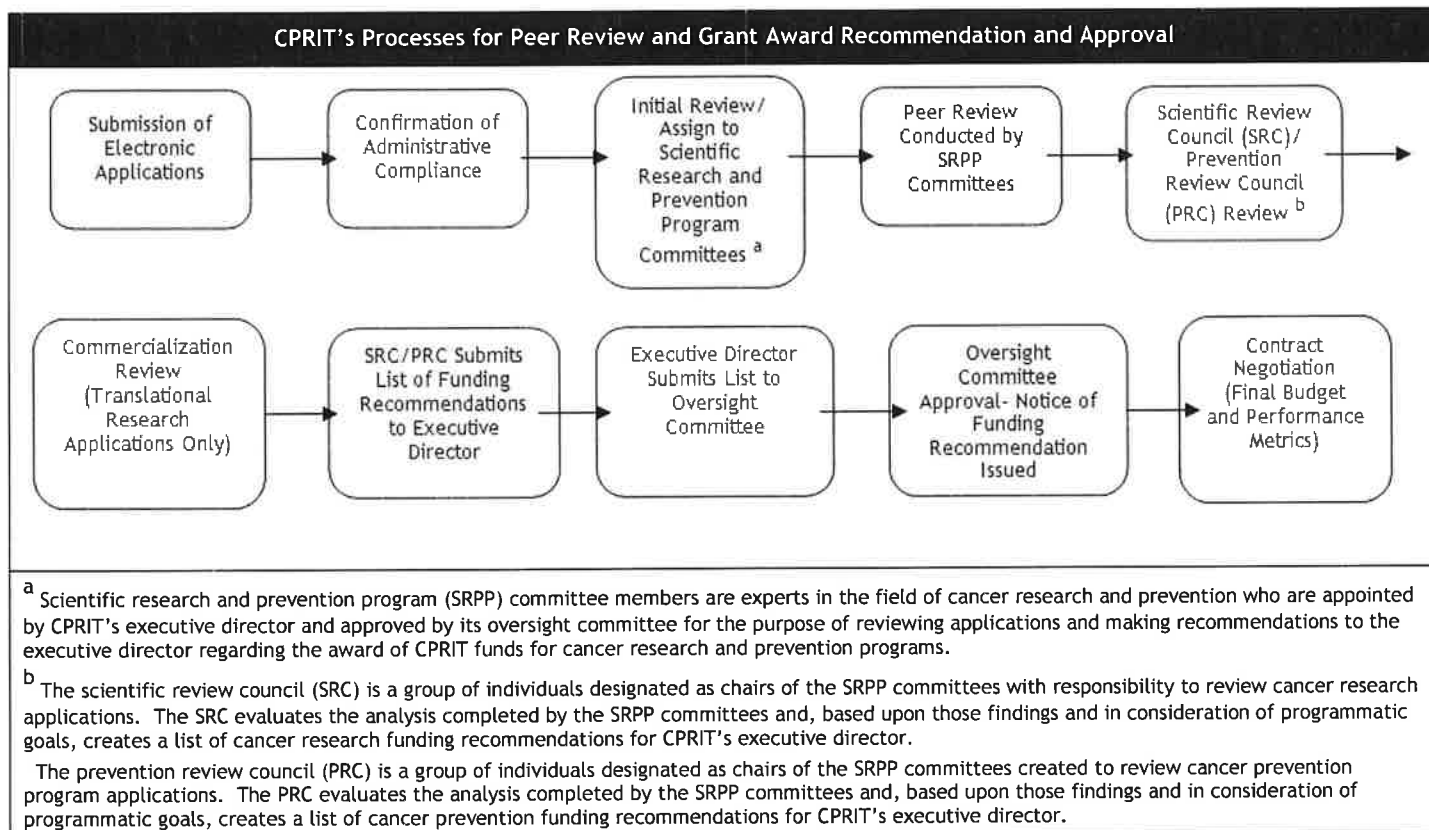 CPRIT's Processes for Peer Review and Grant Award Recommendation and Approval
Submission of
Electronic
Applications
Confirmation of
Administrative
Compliance
Initial Review/
Assign to
Scientific
Research and
Prevention
Program
Committees a
Peer Review
Conducted by
SRPP
Committees
Scientific Review
Council (SRC)/
Prevention
Review Council
(PRC) Review b
Commercialization
Review
(Translational
Research
Applications Only)
SRC/PRC Submits
List of Funding
Recommendations
to Executive
Director
Executive Director
Submits List to
Oversight
Committee
Oversight
Committee
Approval- Notice of
Funding
Recommendation
Issued
Contract
Negotiation
(Final Budget
and Performance
Metrics)
a Scientific research and prevention program (SRPP) committee members are experts in the field of cancer research and prevention who are appointed
by CPRIT's executive director and approved by its oversight committee for the purpose of reviewing applications and making recommendations to the
executive director regarding the award of CPRIT funds for cancer research and prevention programs.
b The scientific review council (SRC) is a group of individuals designated as chairs of the SRPP committees with responsibility to review cancer research
applications. The SRC evaluates the analysis completed by the SRPP committees and, based upon those findings and in consideration of programmatic
goals, creates a list of cancer research funding recommendations for CPRIT's executive director.
The prevention review council (PRC) is a group of individuals designated as chairs of the SRPP committees created to review cancer prevention
program applications. The PRC evaluates the analysis completed by the SRPP committees and, based upon those findings and in consideration of
programmatic goals, creates a list of cancer prevention funding recommendations for CPRIT's executive director.